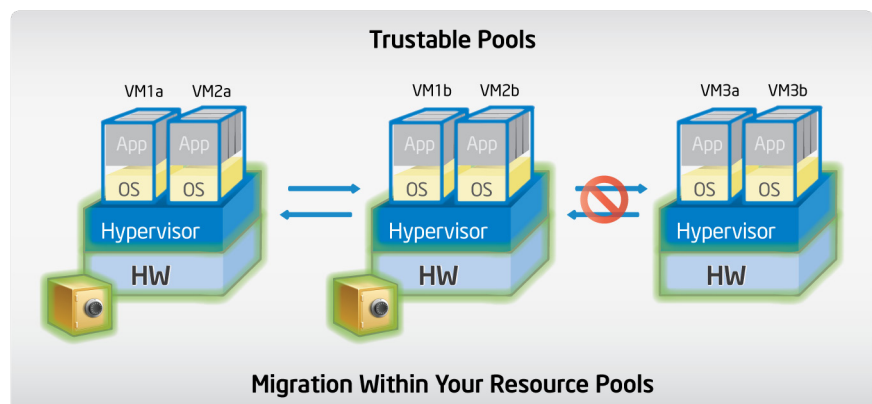 Trustable Pools
VM1a VM2a VM1b VM2b VM3a VM3b
App App App App App App
OS OS OS OS OS OS
Hypervisor Hypervisor Hypervisor
HW HW HW
Migration Within Your Resource Pools